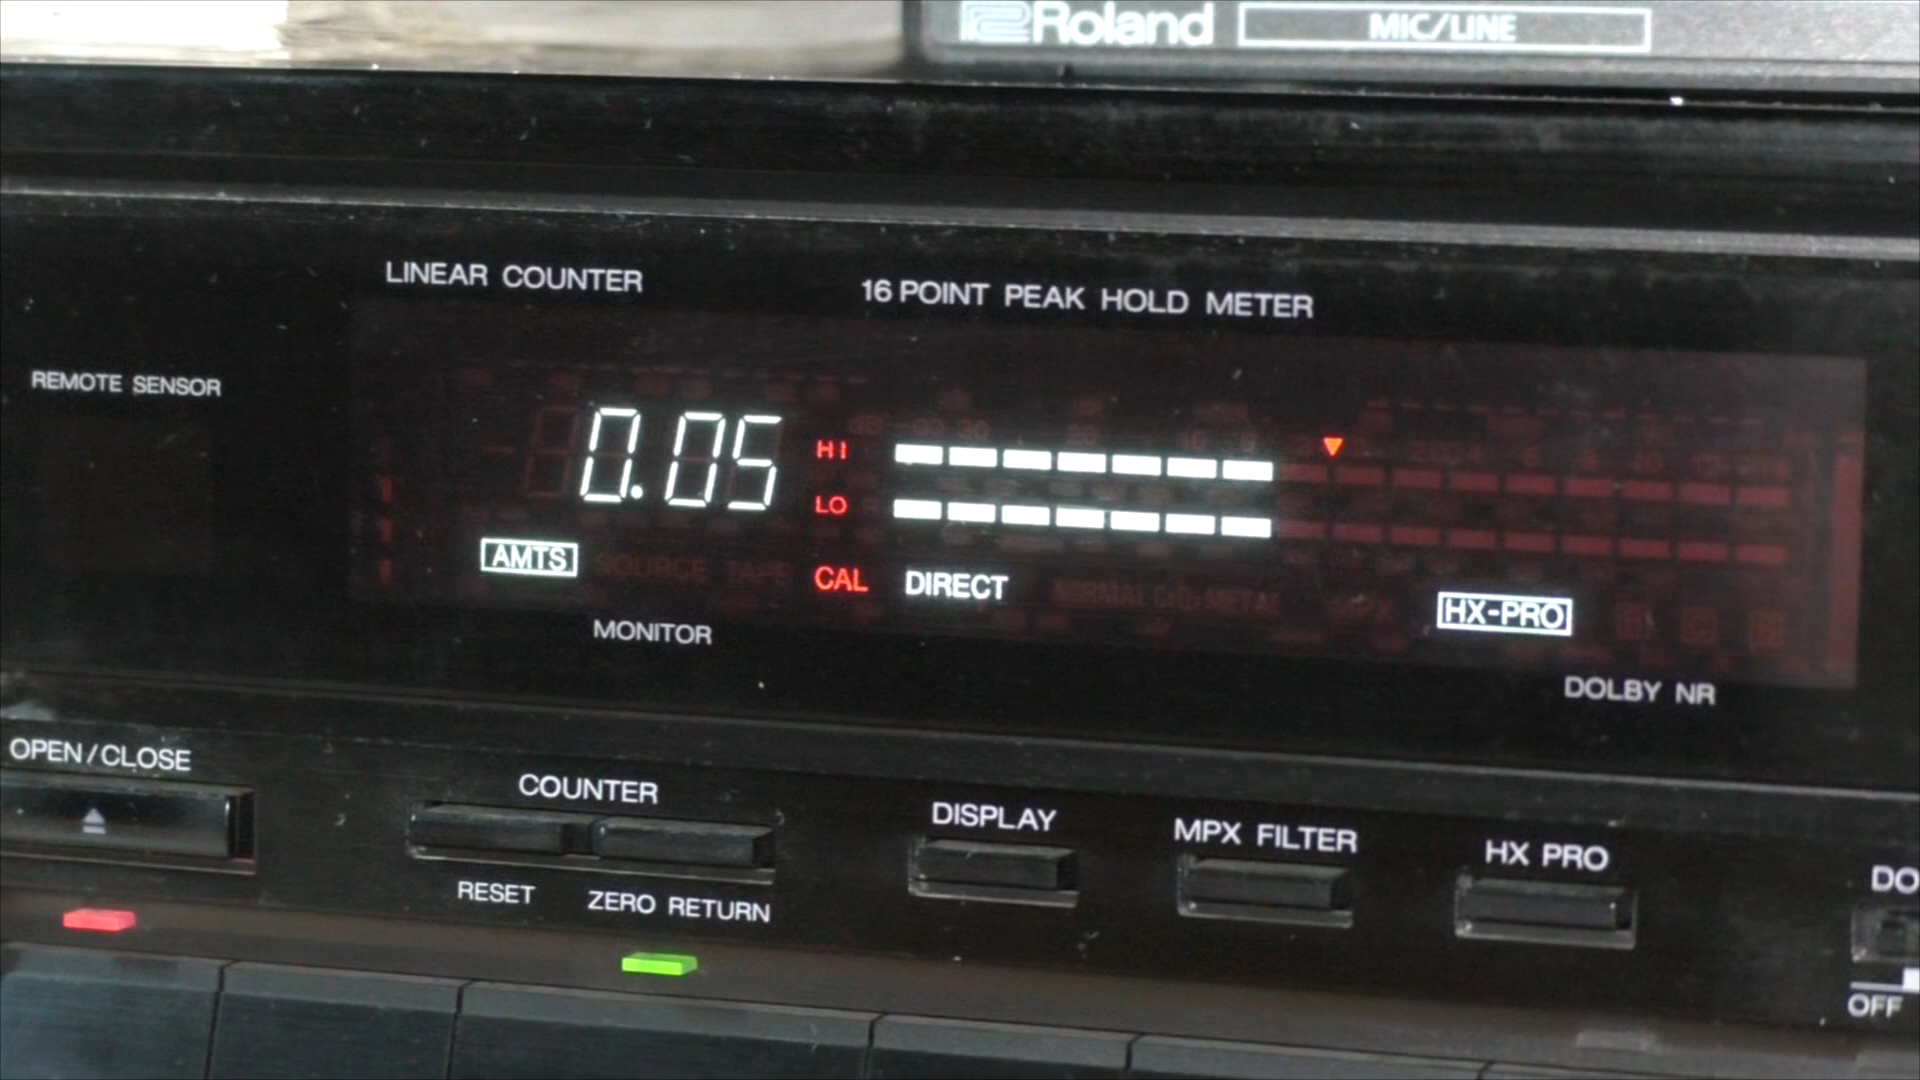 Roland MIC/LINE
LINEAR COUNTER
16 POINT PEAK HOLD METER
REMOTE SENSOR
0.05
HI
LO
AMTS
SOURCE TAPE
CAL
DIRECT
NORMAL CrO₂ METAL
MPX
HX-PRO
MONITOR
DOLBY NR
OPEN/CLOSE
COUNTER
DISPLAY
MPX FILTER
HX PRO
DO
RESET
ZERO RETURN
OFF